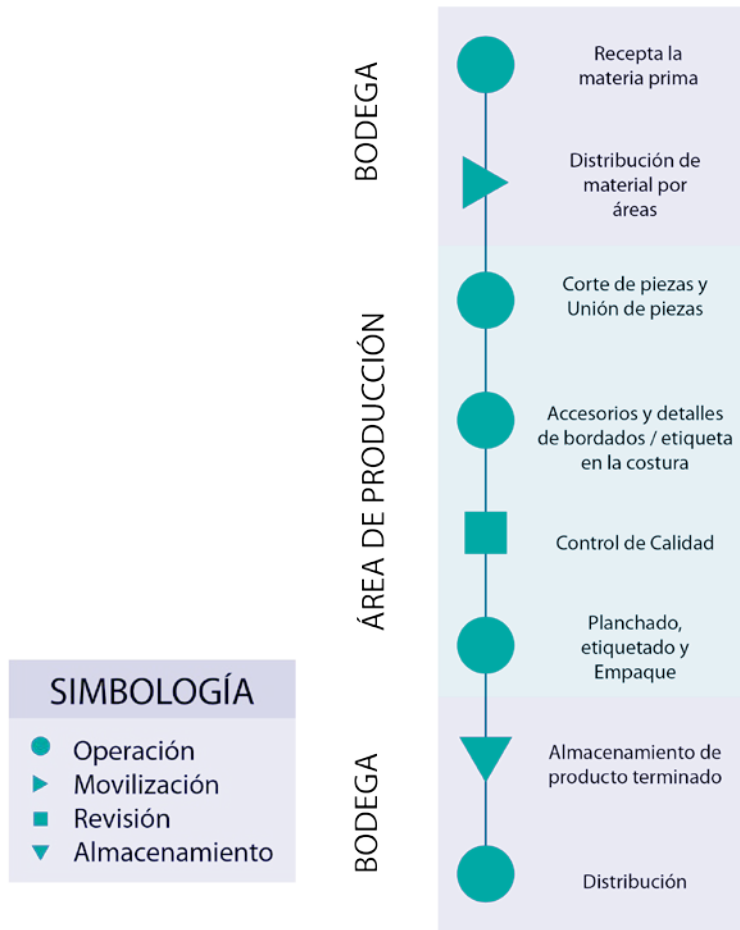 BODEGA
Recepta la
materia prima
Distribución de
material por
áreas
ÁREA DE PRODUCCIÓN
Corte de piezas y
Unión de piezas
Accesorios y detalles
de bordados / etiqueta
en la costura
Control de Calidad
Planchado,
etiquetado y
Empaque
BODEGA
Almacenamiento de
producto terminado
Distribución
SIMBOLOGÍA
Operación
Movilización
Revisión
Almacenamiento